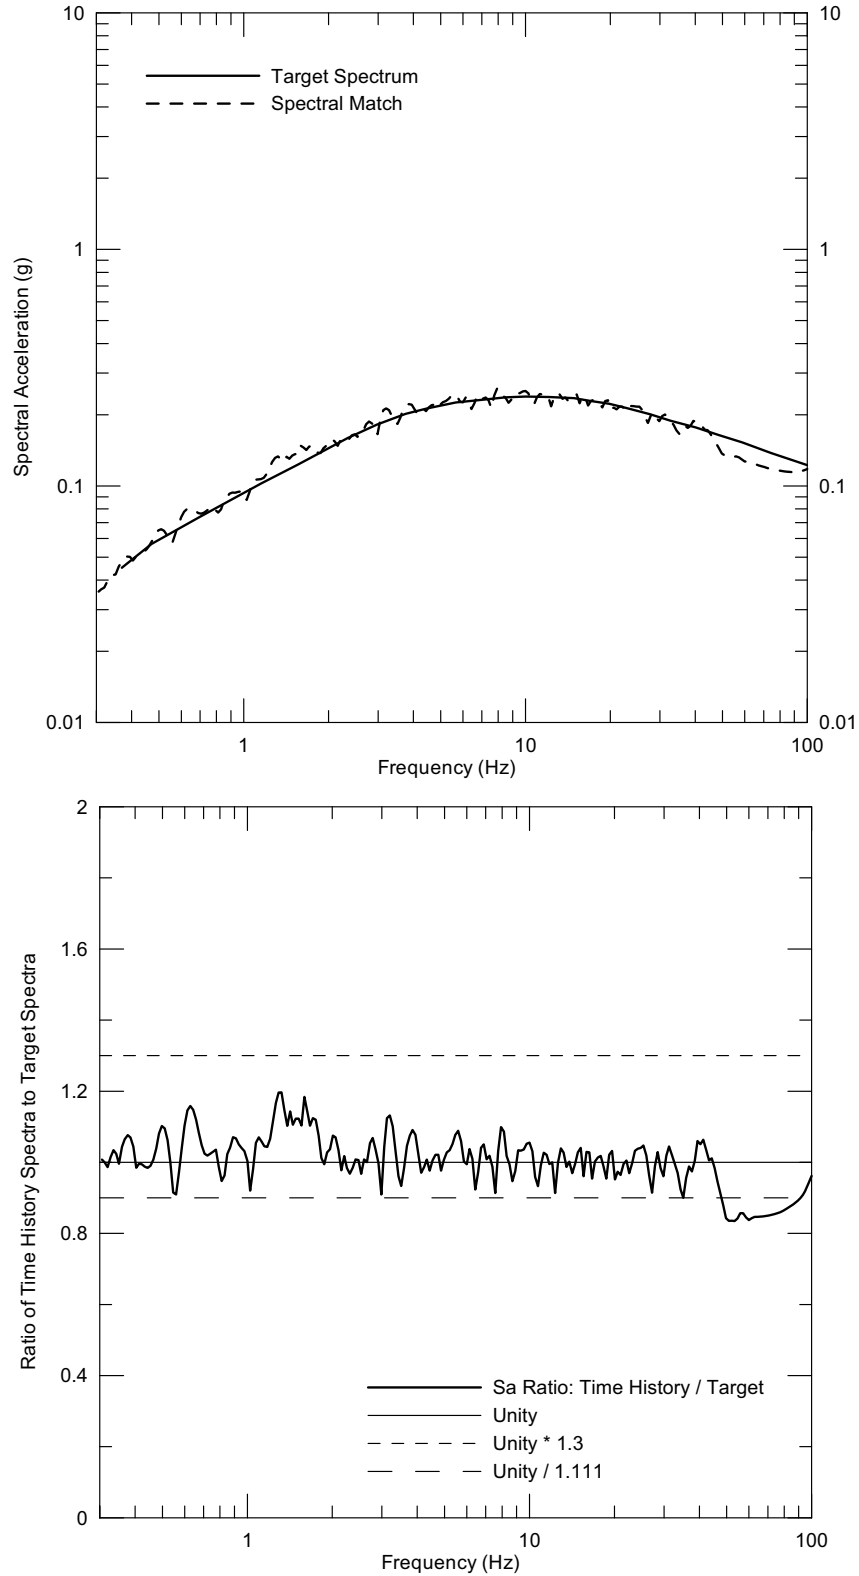 10
10
Target Spectrum
Spectral Match
1
1
Spectral Acceleration (g)
0.1
0.1
0.01
0.01
1
10
100
Frequency (Hz)
2
1.6
Ratio of Time History Spectra to Target Spectra
1.2
0.8
0.4
Sa Ratio: Time History / Target
Unity
Unity * 1.3
Unity / 1.111
0
1
10
100
Frequency (Hz)